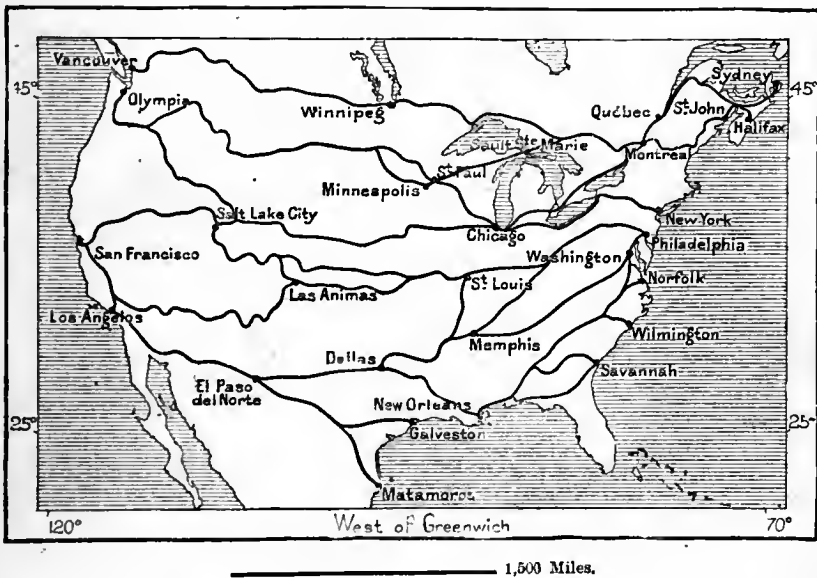 Vancouver
Sydney
45°
Olympia
45°
Winnipeg
Québec
St. John
Halifax
Sault Ste Marie
Montreal
St. Paul
Minneapolis
Salt Lake City
Chicago
New York
San Francisco
Washington
Philadelphia
Las Animas
St. Louis
Norfolk
Los Angelos
Memphis
Wilmington
Dallas
Savannah
El Paso
del Norte
New Orleans
25°
Galveston
25°
Matamoros
120°
West of Greenwich
70°
1,500 Miles.